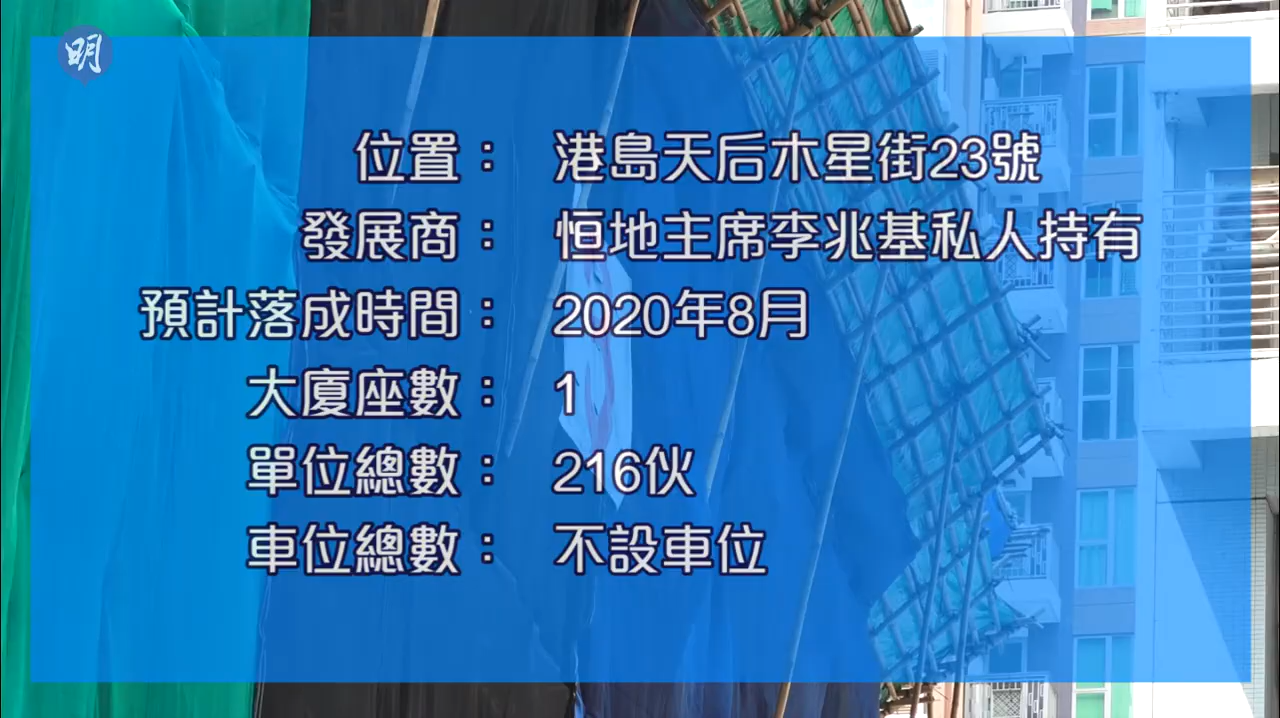 明
位置： 港島天后木星街23號
發展商： 恒地主席李兆基私人持有
預計落成時間： 2020年8月
大廈座數： 1
單位總數： 216伙
車位總數： 不設車位